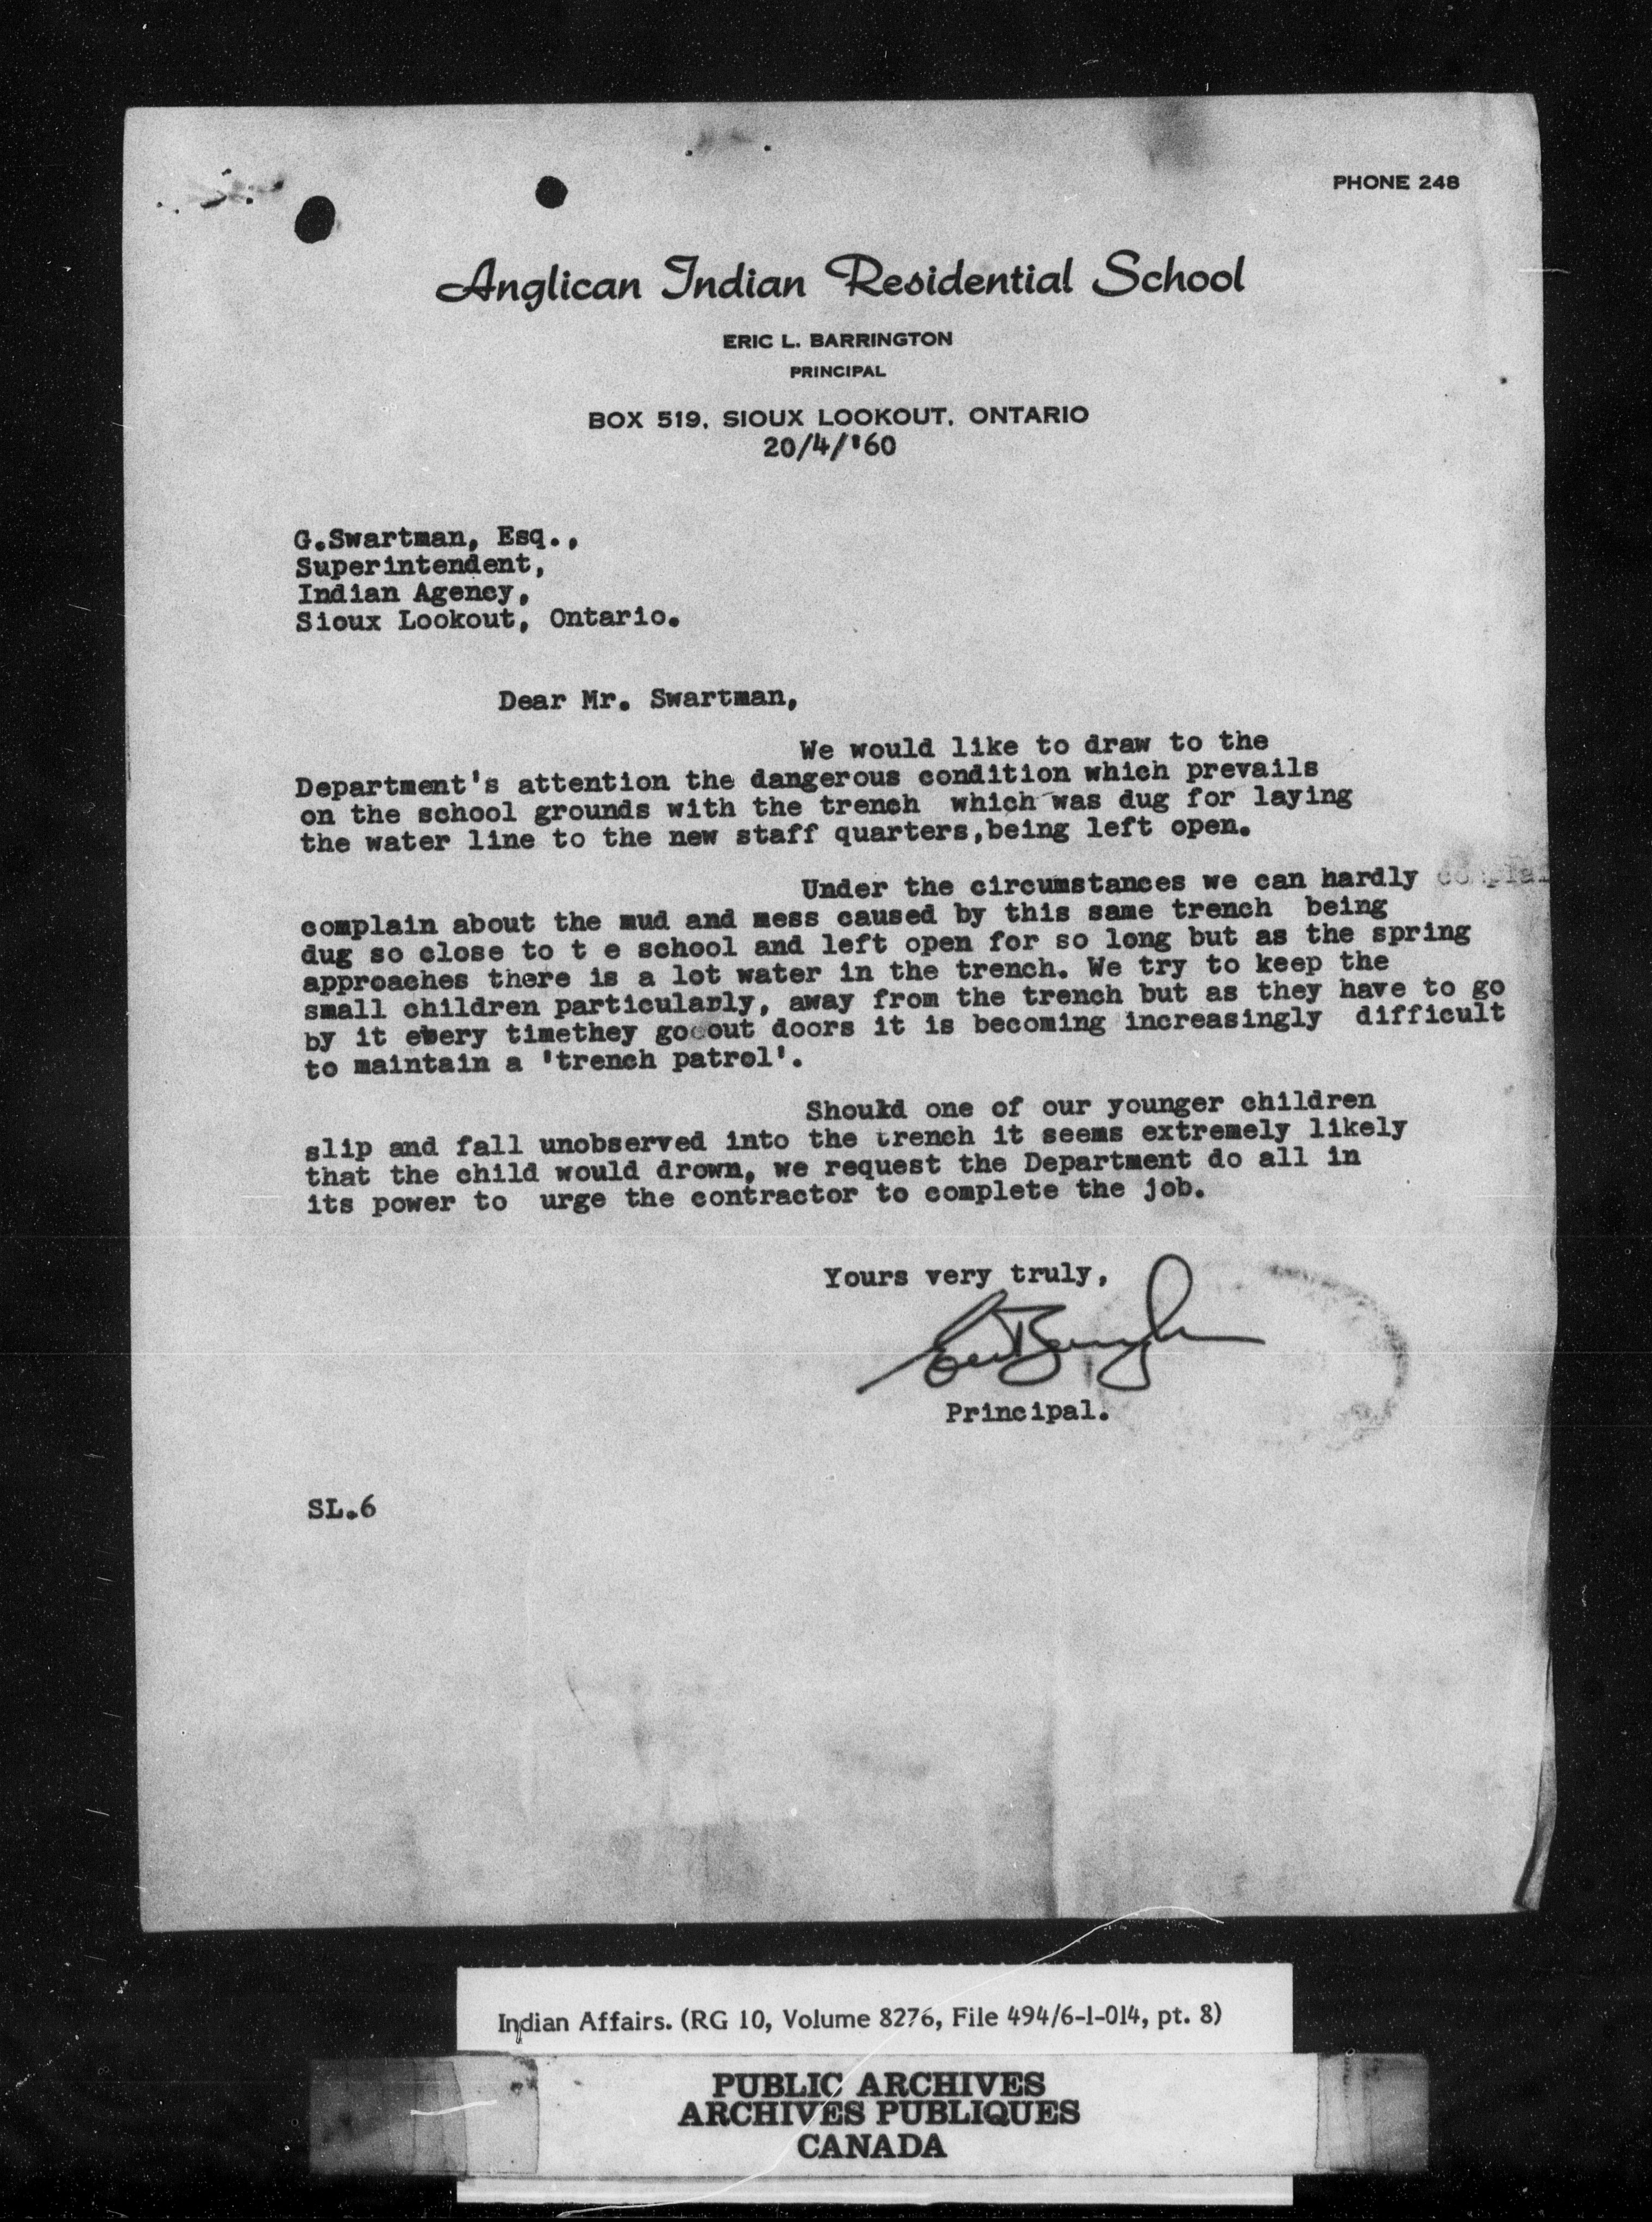 PHONE 248
Anglican Indian Residential School
ERIC L. BARRINGTON
PRINCIPAL
BOX 519, SIOUX LOOKOUT, ONTARIO
20/4/'60
G.Swartman, Esq.,
Superintendent,
Indian Agency,
Sioux Lookout, Ontario.
Dear Mr. Swartman,
We would like to draw to the
Department's attention the dangerous condition which prevails
on the school grounds with the trench which was dug for laying
the water line to the new staff quarters,being left open.
Under the circumstances we can hardly
complain about the mud and mess caused by this same trench being
dug so close to t e school and left open for so long but as the spring
approaches there is a lot water in the trench. We try to keep the
small children particularly, away from the trench but as they have to go
by it every timethey go out doors it is becoming increasingly difficult
to maintain a 'trench patrol'.
Should one of our younger children
slip and fall unobserved into the trench it seems extremely likely
that the child would drown, we request the Department do all in
its power to urge the contractor to complete the job.
Yours very truly,
Principal.
SL.6
Indian Affairs. (RG 10, Volume 8276, File 494/6-1-014, pt. 8)
PUBLIC ARCHIVES
ARCHIVES PUBLIQUES
CANADA